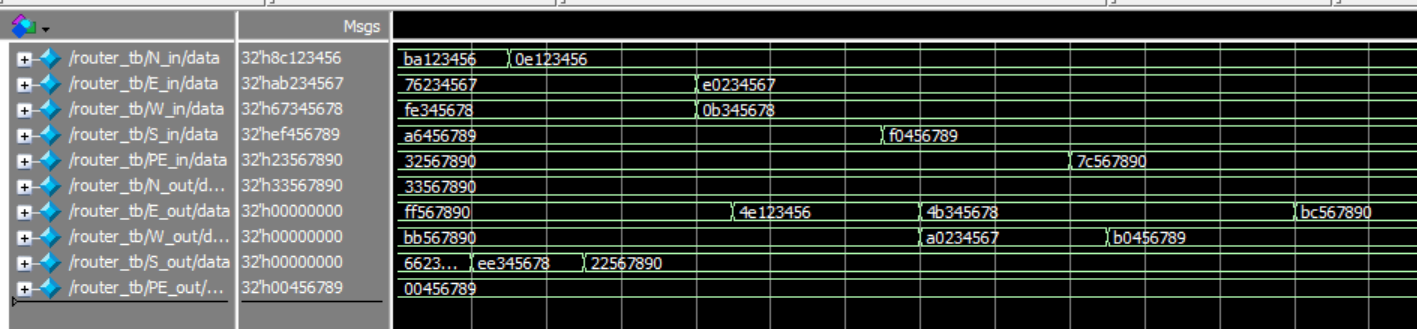 Msgs
/router_tb/N_in/data 32'h8c123456 ba123456 0e123456
/router_tb/E_in/data 32'hab234567 76234567 e0234567
/router_tb/W_in/data 32'h67345678 fe345678 0b345678
/router_tb/S_in/data 32'hef456789 a6456789 f0456789
/router_tb/PE_in/data 32'h23567890 32567890 7c567890
/router_tb/N_out/d... 32'h33567890 33567890
/router_tb/E_out/data 32'h00000000 ff567890 4e123456 4b345678 bc567890
/router_tb/W_out/d... 32'h00000000 bb567890 a0234567 b0456789
/router_tb/S_out/data 32'h00000000 6623... ee345678 22567890
/router_tb/PE_out/... 32'h00456789 00456789